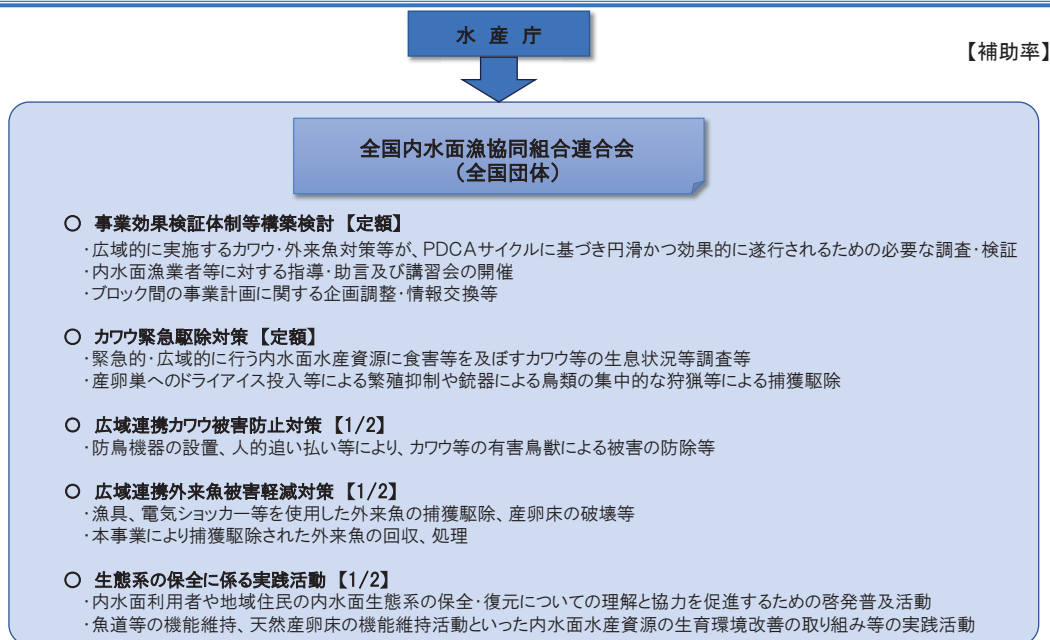 水 産 庁
【補助率】
全国内水面漁協同組合連合会
（全国団体）
○ 事業効果検証体制等構築検討 【定額】
・広域的に実施するカワウ・外来魚対策等が、PDCAサイクルに基づき円滑かつ効果的に遂行されるための必要な調査・検証
・内水面漁業者等に対する指導・助言及び講習会の開催
・ブロック間の事業計画に関する企画調整・情報交換等
○ カワウ緊急駆除対策 【定額】
・緊急的・広域的に行う内水面水産資源に食害等を及ぼすカワウ等の生息状況等調査等
・産卵巣へのドライアイス投入等による繁殖抑制や銃器による鳥類の集中的な狩猟等による捕獲駆除
○ 広域連携カワウ被害防止対策 【1/2】
・防鳥機器の設置、人的追い払い等により、カワウ等の有害鳥獣による被害の防除等
○ 広域連携外来魚被害軽減対策 【1/2】
・漁具、電気ショッカー等を使用した外来魚の捕獲駆除、産卵床の破壊等
・本事業により捕獲駆除された外来魚の回収、処理
○ 生態系の保全に係る実践活動 【1/2】
・内水面利用者や地域住民の内水面生態系の保全・復元についての理解と協力を促進するための啓発普及活動
・魚道等の機能維持、天然産卵床の機能維持活動といった内水面水産資源の生育環境改善の取り組み等の実践活動